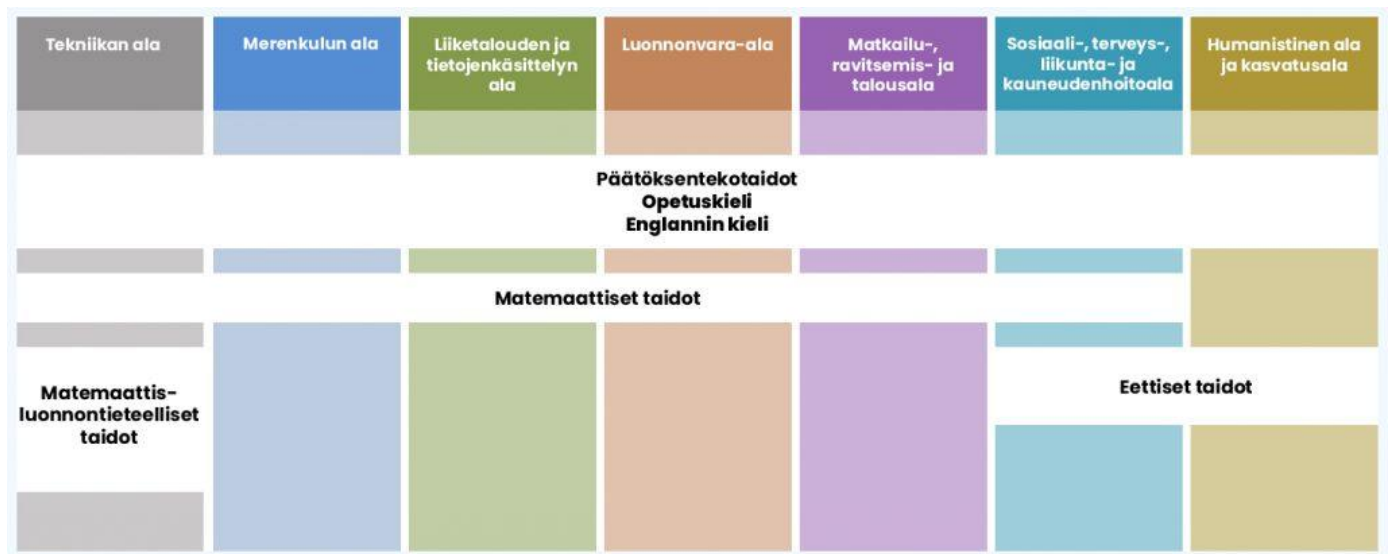 Tekniikan ala
Merenkulun ala
Liiketalouden ja
tietojenkäsittelyn
ala
Luonnonvara-ala
Matkailu-,
ravitsemis- ja
talousala
Sosiaali-, terveys-,
liikunta- ja
kauneudenhoitoala
Humanistinen ala
ja kasvatusala
Päätöksentekotaidot
Opetuskieli
Englannin kieli
Matemaattiset taidot
Matemaattis-
luonnontieteelliset
taidot
Eettiset taidot